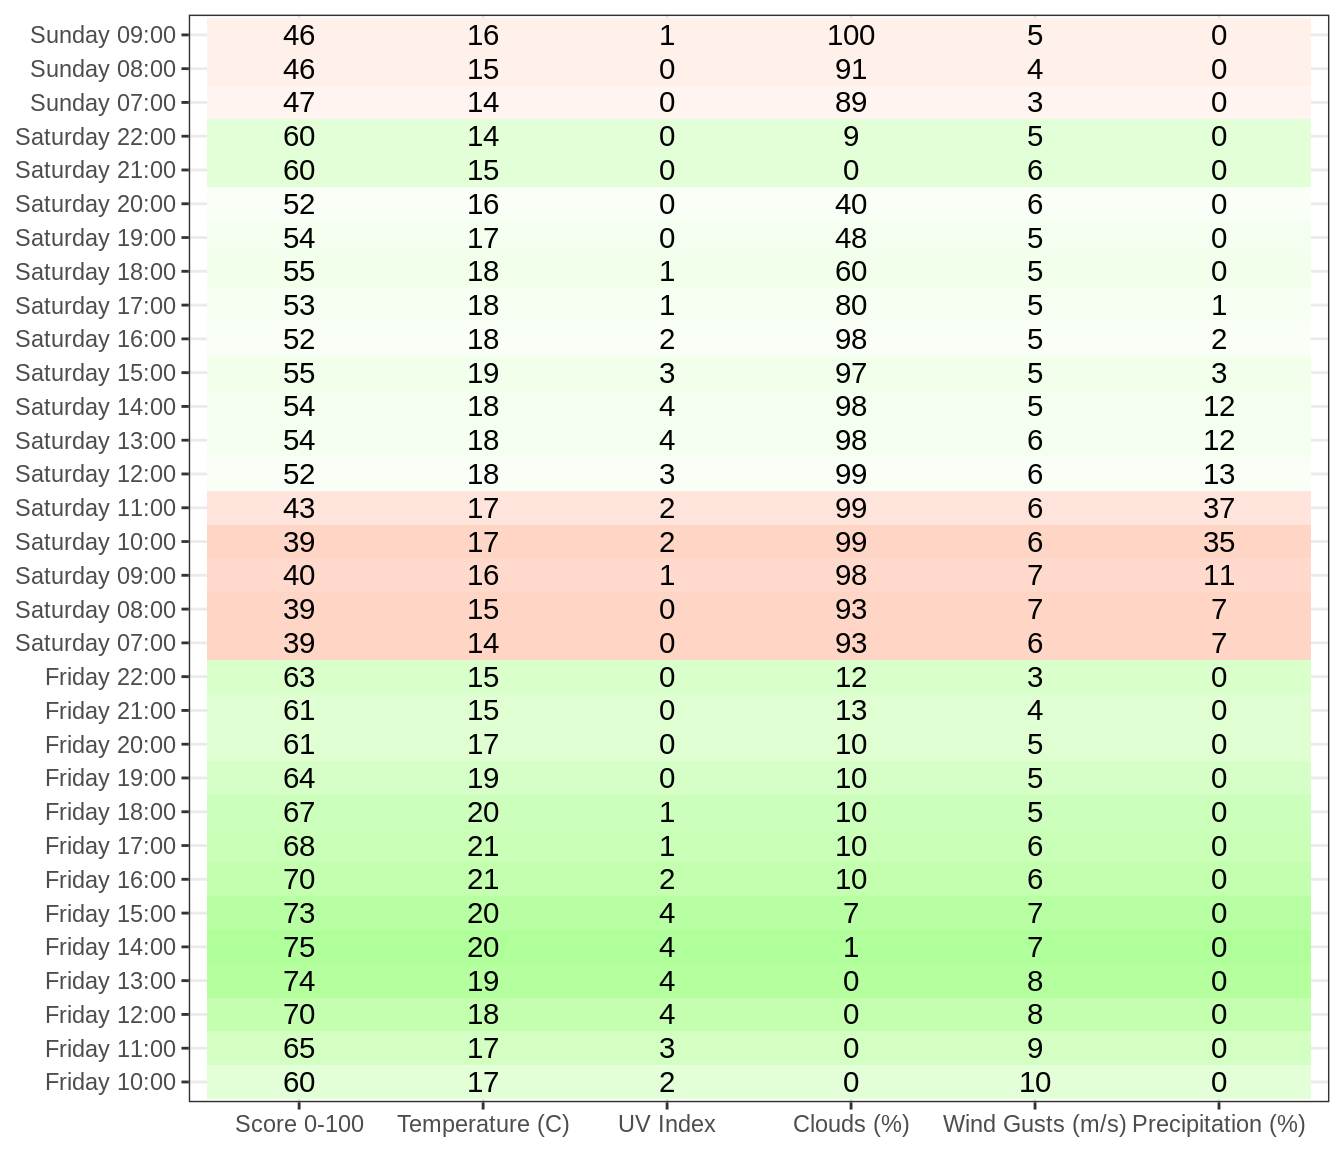 Sunday 09:00 46 16 1 100 5 0
Sunday 08:00 46 15 0 91 4 0
Sunday 07:00 47 14 0 89 3 0
Saturday 22:00 60 14 0 9 5 0
Saturday 21:00 60 15 0 0 6 0
Saturday 20:00 52 16 0 40 6 0
Saturday 19:00 54 17 0 48 5 0
Saturday 18:00 55 18 1 60 5 0
Saturday 17:00 53 18 1 80 5 1
Saturday 16:00 52 18 2 98 5 2
Saturday 15:00 55 19 3 97 5 3
Saturday 14:00 54 18 4 98 5 12
Saturday 13:00 54 18 4 98 6 12
Saturday 12:00 52 18 3 99 6 13
Saturday 11:00 43 17 2 99 6 37
Saturday 10:00 39 17 2 99 6 35
Saturday 09:00 40 16 1 98 7 11
Saturday 08:00 39 15 0 93 7 7
Saturday 07:00 39 14 0 93 6 7
Friday 22:00 63 15 0 12 3 0
Friday 21:00 61 15 0 13 4 0
Friday 20:00 61 17 0 10 5 0
Friday 19:00 64 19 0 10 5 0
Friday 18:00 67 20 1 10 5 0
Friday 17:00 68 21 1 10 6 0
Friday 16:00 70 21 2 10 6 0
Friday 15:00 73 20 4 7 7 0
Friday 14:00 75 20 4 1 7 0
Friday 13:00 74 19 4 0 8 0
Friday 12:00 70 18 4 0 8 0
Friday 11:00 65 17 3 0 9 0
Friday 10:00 60 17 2 0 10 0
Score 0-100 Temperature (C) UV Index Clouds (%) Wind Gusts (m/s) Precipitation (%)